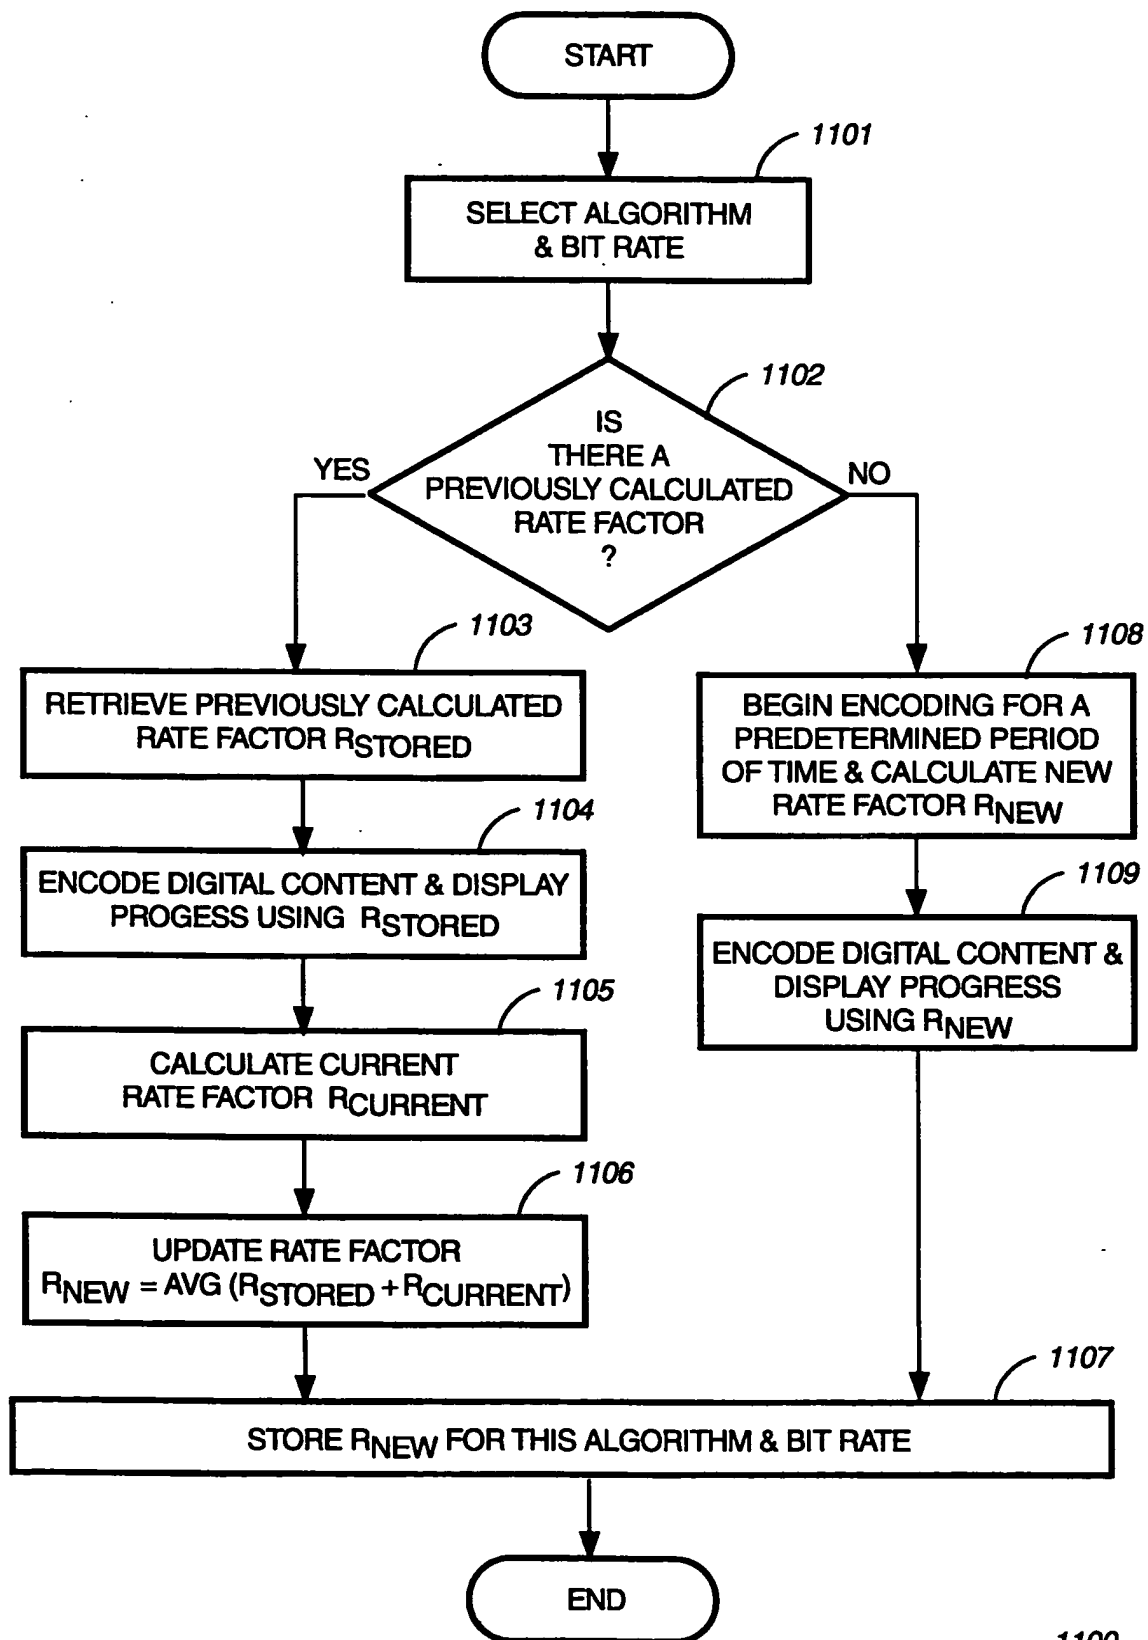 START
1101
SELECT ALGORITHM
& BIT RATE
1102
IS
THERE A
PREVIOUSLY CALCULATED
RATE FACTOR
?
YES
NO
1103
RETRIEVE PREVIOUSLY CALCULATED
RATE FACTOR RSTORED
1104
ENCODE DIGITAL CONTENT & DISPLAY
PROGESS USING RSTORED
1105
CALCULATE CURRENT
RATE FACTOR RCURRENT
1106
UPDATE RATE FACTOR
RNEW = AVG (RSTORED + RCURRENT)
1108
BEGIN ENCODING FOR A
PREDETERMINED PERIOD
OF TIME & CALCULATE NEW
RATE FACTOR RNEW
1109
ENCODE DIGITAL CONTENT &
DISPLAY PROGRESS
USING RNEW
1107
STORE RNEW FOR THIS ALGORITHM & BIT RATE
END